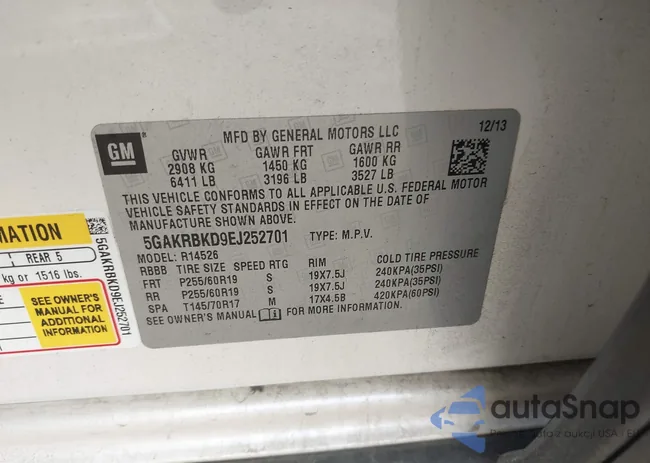 MFD BY GENERAL MOTORS LLC
12/13
GM
GVWR GAWR FRT GAWR RR
2908 KG 1450 KG 1600 KG
6411 LB 3196 LB 3527 LB
THIS VEHICLE CONFORMS TO ALL APPLICABLE U.S. FEDERAL MOTOR
VEHICLE SAFETY STANDARDS IN EFFECT ON THE DATE OF
MANUFACTURE SHOWN ABOVE.
5GAKRBKD9EJ252701 TYPE: M.P.V.
MODEL: R14526
RBBB TIRE SIZE SPEED RTG RIM COLD TIRE PRESSURE
FRT P255/60R19 S 19X7.5J 240KPA(35PSI)
RR P255/60R19 S 19X7.5J 240KPA(35PSI)
SPA T145/70R17 M 17X4.5B 420KPA(60PSI)
SEE OWNER'S MANUAL FOR MORE INFORMATION.
MATION
REAR 5
kg or 1516 lbs.
SEE OWNER'S
MANUAL FOR
ADDITIONAL
INFORMATION
5GAKRBKD9EJ252701
autaSnap